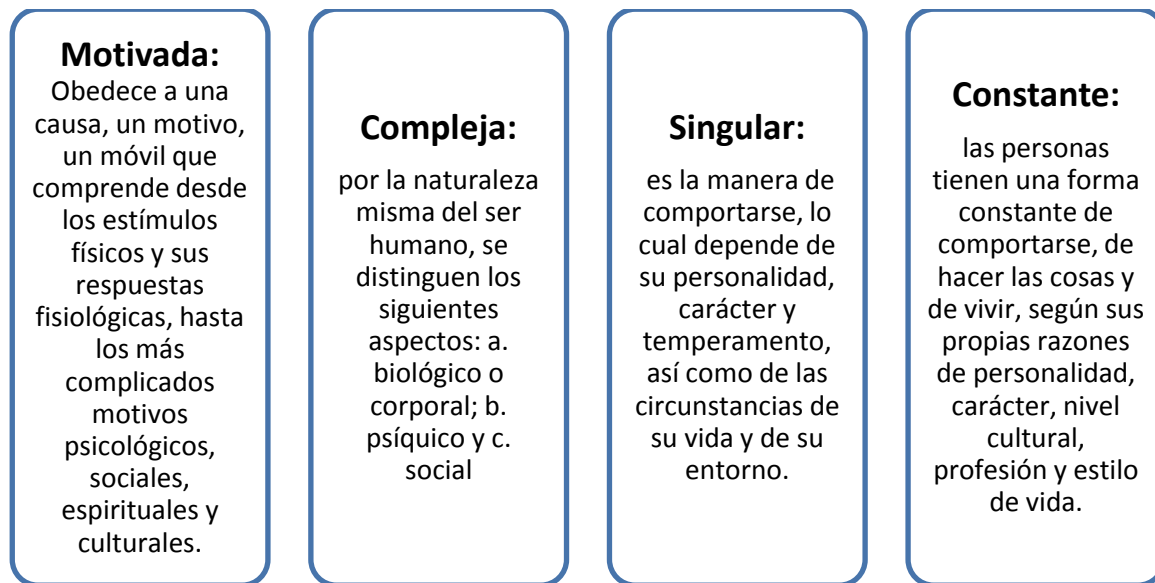 Motivada:
Obedece a una
causa, un motivo,
un móvil que
comprende desde
los estímulos
físicos y sus
respuestas
fisiológicas, hasta
los más
complicados
motivos
psicológicos,
sociales,
espirituales y
culturales.
Compleja:
por la naturaleza
misma del ser
humano, se
distinguen los
siguientes
aspectos: a.
biológico o
corporal; b.
psíquico y c.
social
Singular:
es la manera de
comportarse, lo
cual depende de
su personalidad,
carácter y
temperamento,
así como de las
circunstancias de
su vida y de su
entorno.
Constante:
las personas
tienen una forma
constante de
comportarse, de
hacer las cosas y
de vivir, según sus
propias razones
de personalidad,
carácter, nivel
cultural,
profesión y estilo
de vida.